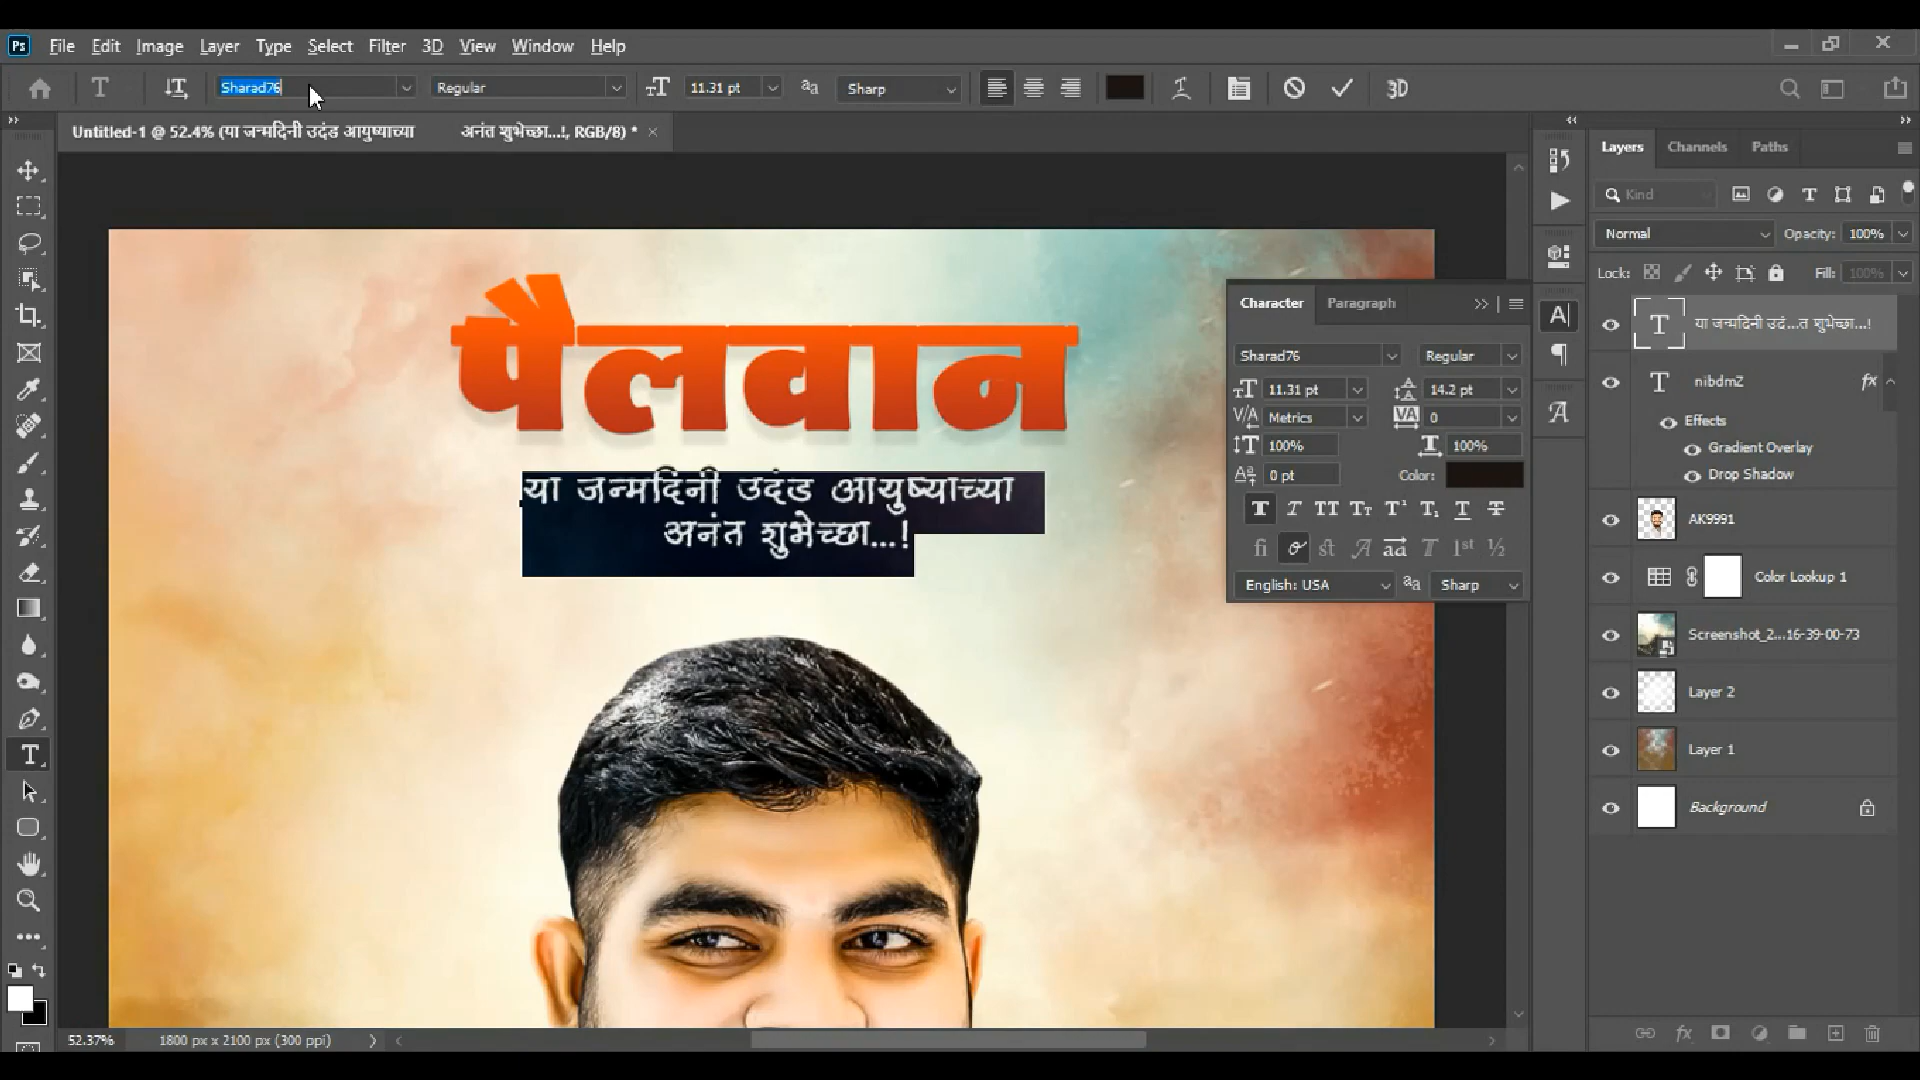 Ps File Edit Image Layer Type Select Filter 3D View Window Help
Sharad76 Regular 11.31 pt Sharp 3D
Untitled-1 @ 52.4% (या जन्मदिनी उदंड आयुष्याच्या अनंत शुभेच्छा...!, RGB/8) *
Layers Channels Paths
Kind
Normal Opacity: 100%
Lock: Fill: 100%
या जन्मदिनी उदं...त शुभेच्छा...!
nibdmZ fx
Effects
Gradient Overlay
Drop Shadow
AK9991
Color Lookup 1
Screenshot_2...16-39-00-73
Layer 2
Layer 1
Background
Character Paragraph
Sharad76 Regular
11.31 pt 14.2 pt
Metrics 0
100% 100%
0 pt Color:
English: USA Sharp
पैलवान
या जन्मदिनी उदंड आयुष्याच्या
अनंत शुभेच्छा...!
52.37% 1800 px x 2100 px (300 ppi)